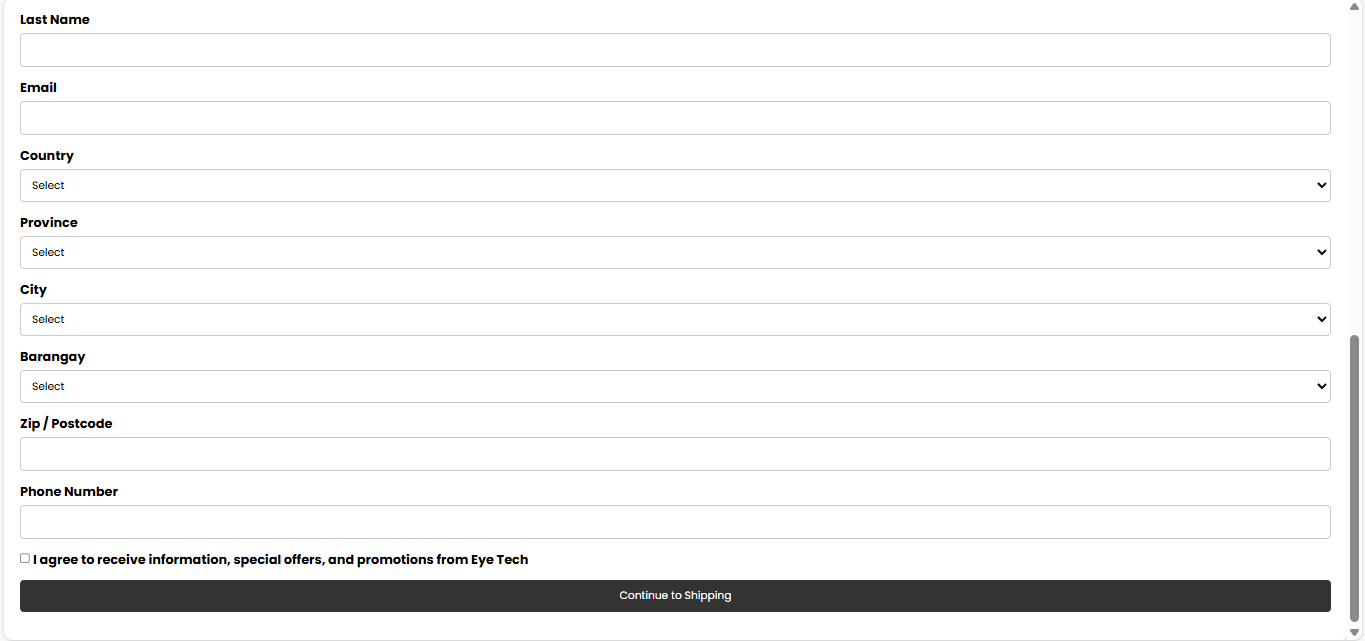 Last Name
Email
Country
Select
Province
Select
City
Select
Barangay
Select
Zip / Postcode
Phone Number
I agree to receive information, special offers, and promotions from Eye Tech
Continue to Shipping